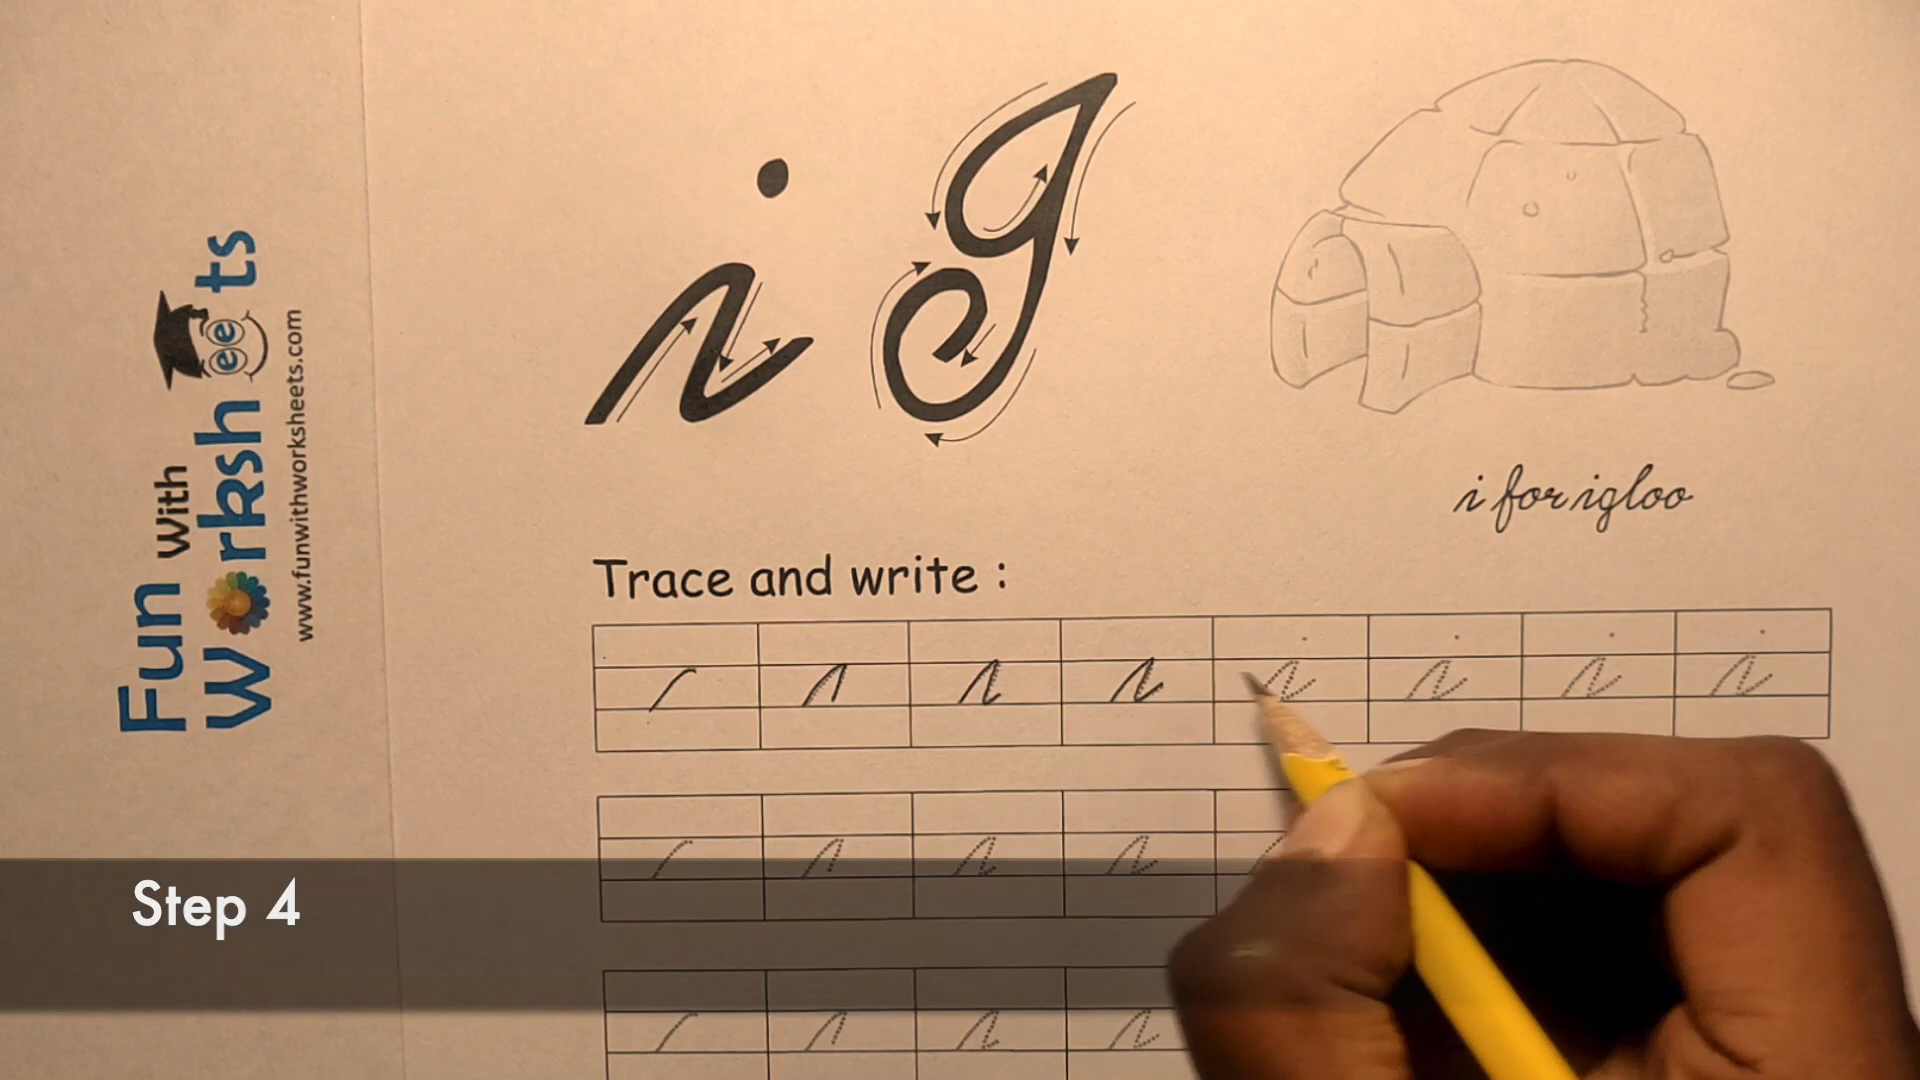 Fun With
Worksheets
www.funwithworksheets.com
i I
i for igloo
Trace and write :
i i i i
Step 4